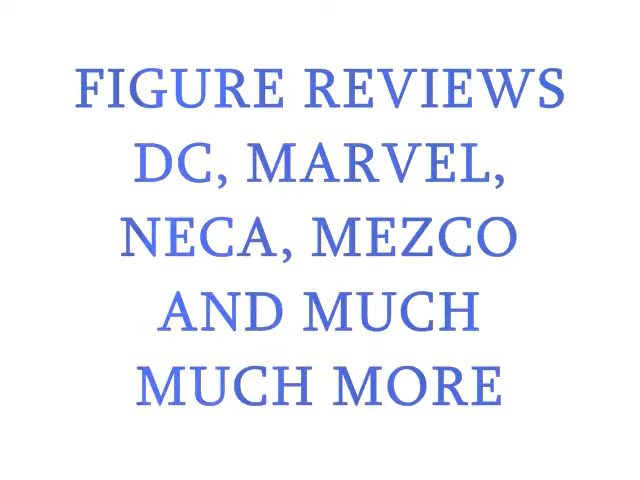 FIGURE REVIEWS
DC, MARVEL,
NECA, MEZCO
AND MUCH
MUCH MORE